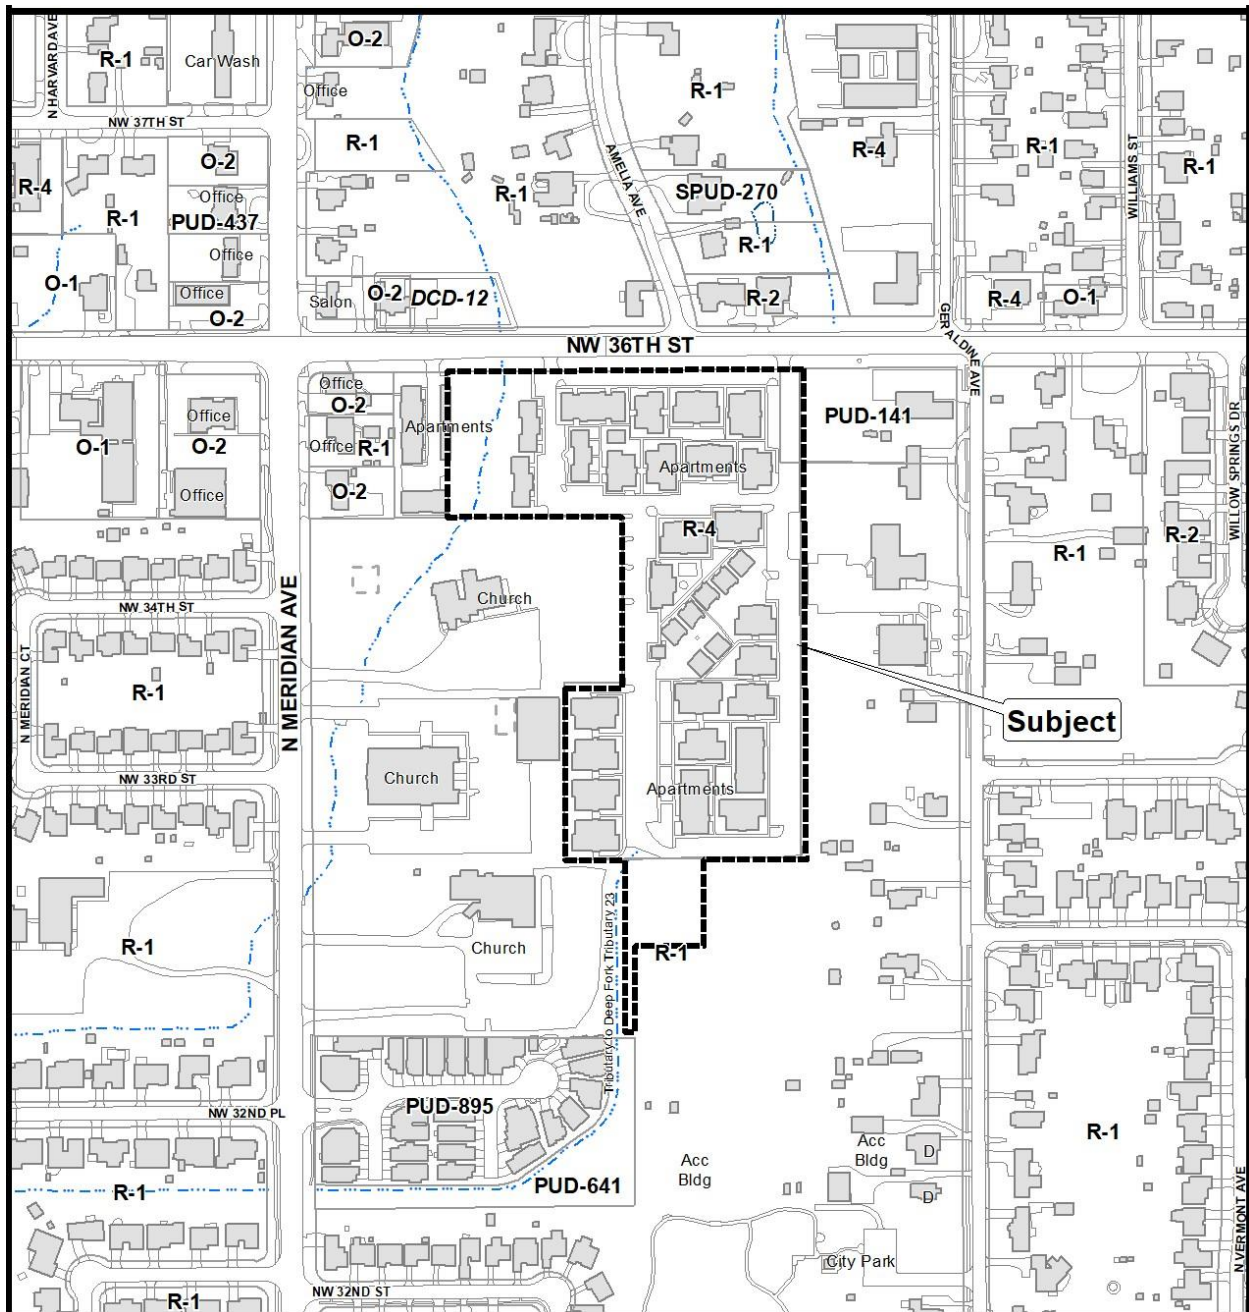 N HARVARD AVE
R-1
Car Wash
O-2
Office
NW 37TH ST
R-1
AMELIA AVE
R-1
R-4
R-1
WILLIAMS ST
R-1
R-4
O-2
Office
PUD-437
R-1
Office
R-1
SPUD-270
R-1
O-1
Office
O-2
Salon
O-2
DCD-12
R-2
GERALDINE AVE
R-4
O-1
NW 36TH ST
Office
O-2
Office
R-1
O-2
Apartments
O-1
Office
O-2
Office
Apartments
R-4
PUD-141
R-1
R-2
WILLOW SPRINGS DR
N MERIDIAN CT
NW 34TH ST
N MERIDIAN AVE
Church
R-1
Subject
NW 33RD ST
Church
Apartments
R-1
Church
Tributary to Deep Fork Tributary 23
R-1
NW 32ND PL
PUD-895
R-1
PUD-641
Acc
Bldg
Acc
Bldg
D
D
R-1
N VERMONT AVE
City Park
NW 32ND ST
R-1